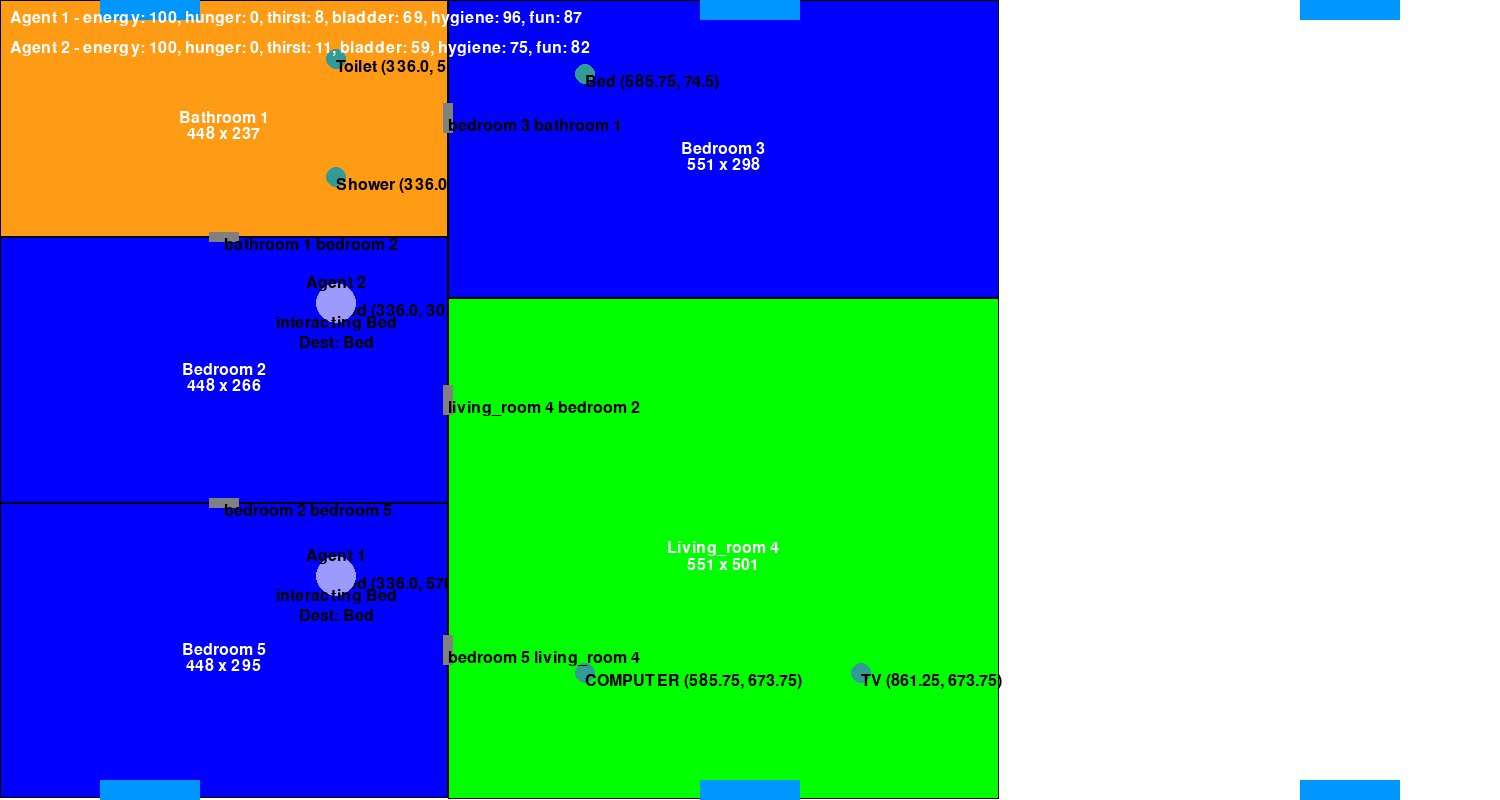 Agent 1 - energy: 100, hunger: 0, thirst: 8, bladder: 69, hygiene: 96, fun: 87
Agent 2 - energy: 100, hunger: 0, thirst: 11, bladder: 59, hygiene: 75, fun: 82
Toilet (336.0, 5
Bed (585.75, 74.5)
Bathroom 1
448 x 237
bedroom 3 bathroom 1
Bedroom 3
551 x 298
Shower (336.0
bathroom 1 bedroom 2
Agent 2
d (336.0, 30
interacting Bed
Dest: Bed
Bedroom 2
448 x 266
living_room 4 bedroom 2
bedroom 2 bedroom 5
Agent 1
d (336.0, 576
interacting Bed
Dest: Bed
Living_room 4
551 x 501
Bedroom 5
448 x 295
bedroom 5 living_room 4
COMPUTER (585.75, 673.75)
TV (861.25, 673.75)